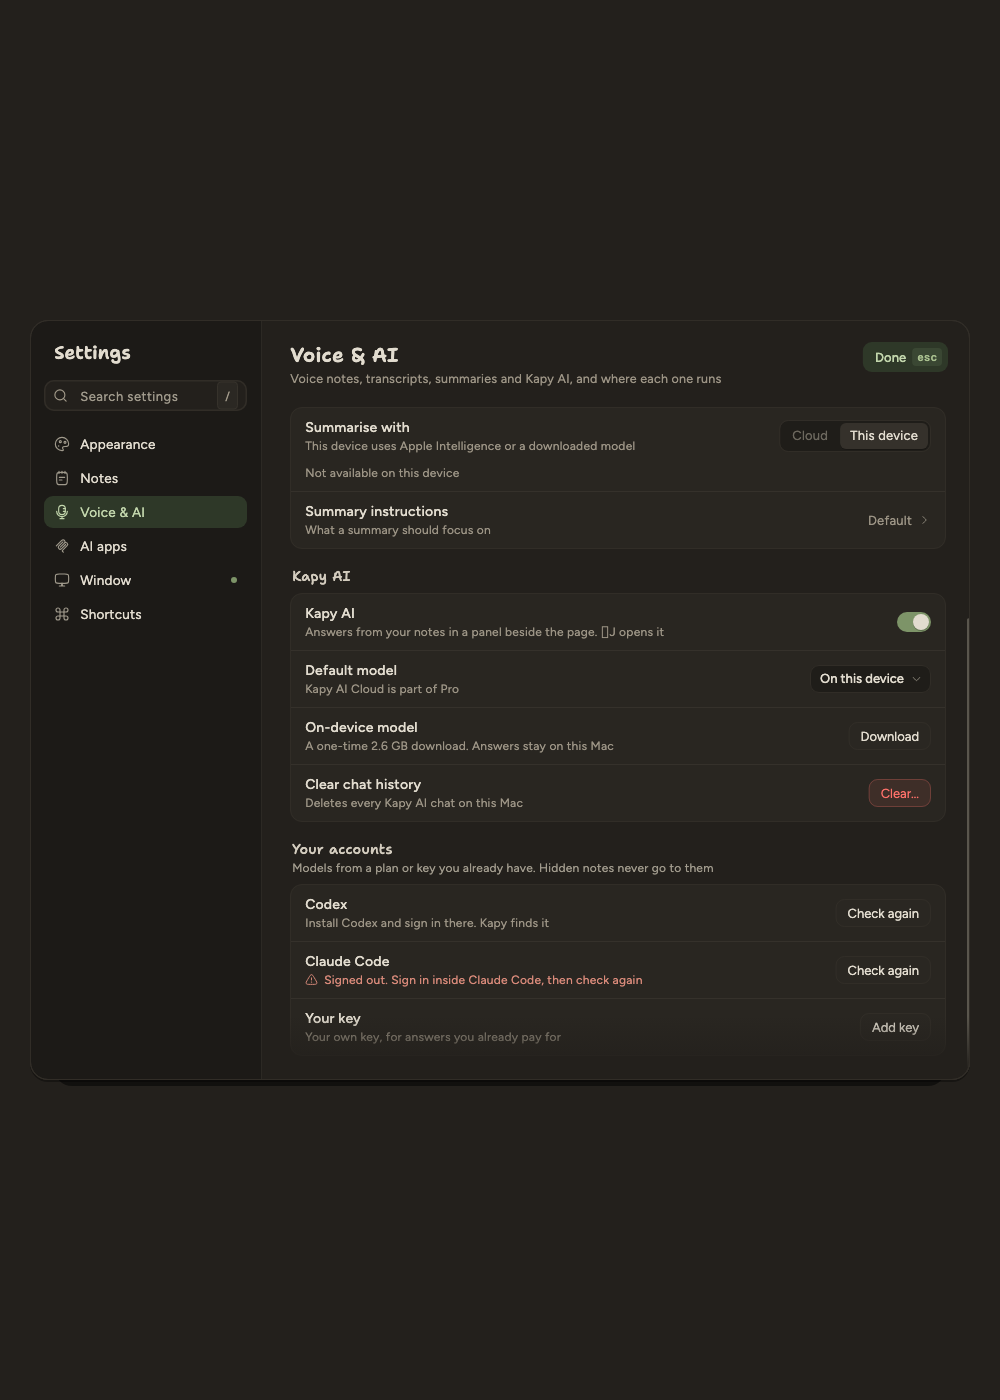 Settings
Search settings /
Appearance
Notes
Voice & AI
AI apps
Window
Shortcuts
Voice & AI
Voice notes, transcripts, summaries and Kapy AI, and where each one runs
Done esc
Summarise with
This device uses Apple Intelligence or a downloaded model
Cloud This device
Not available on this device
Summary instructions
What a summary should focus on
Default
Kapy AI
Kapy AI
Answers from your notes in a panel beside the page. ▯J opens it
Default model
Kapy AI Cloud is part of Pro
On this device
On-device model
A one-time 2.6 GB download. Answers stay on this Mac
Download
Clear chat history
Deletes every Kapy AI chat on this Mac
Clear...
Your accounts
Models from a plan or key you already have. Hidden notes never go to them
Codex
Install Codex and sign in there. Kapy finds it
Check again
Claude Code
Signed out. Sign in inside Claude Code, then check again
Check again
Your key
Your own key, for answers you already pay for
Add key